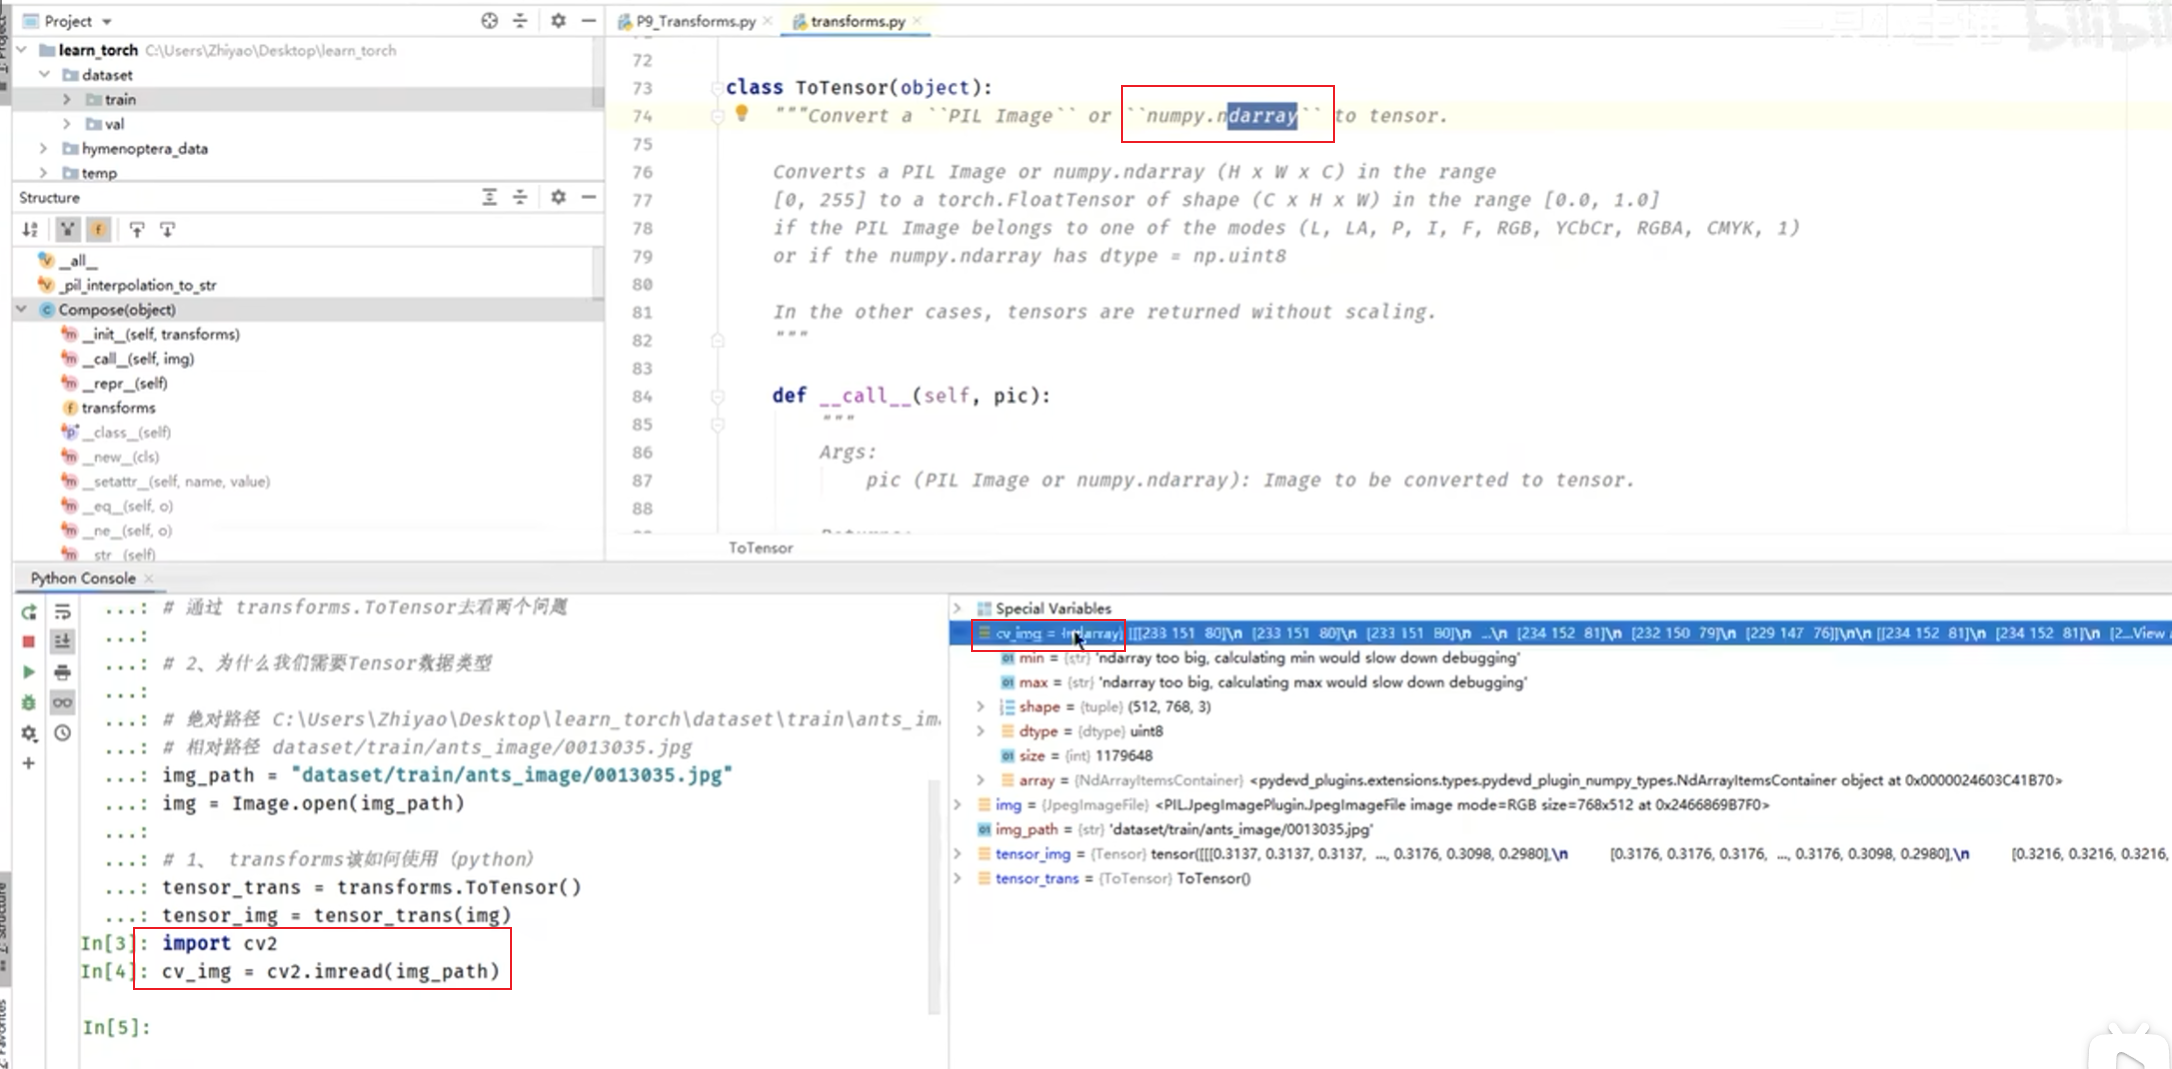 Project
learn_torch C:\Users\Zhiyao\Desktop\learn_torch
dataset
train
val
hymenoptera_data
temp
Structure
__all__
_pil_interpolation_to_str
Compose(object)
__init__(self, transforms)
__call__(self, img)
__repr__(self)
transforms
__class__(self)
__new__(cls)
__setattr__(self, name, value)
__eq__(self, o)
__ne__(self, o)
__str__(self)
P9_Transforms.py
transforms.py
72
73 class ToTensor(object):
74 """Convert a ``PIL Image`` or ``numpy.ndarray`` to tensor.
75
76 Converts a PIL Image or numpy.ndarray (H x W x C) in the range
77 [0, 255] to a torch.FloatTensor of shape (C x H x W) in the range [0.0, 1.0]
78 if the PIL Image belongs to one of the modes (L, LA, P, I, F, RGB, YCbCr, RGBA, CMYK, 1)
79 or if the numpy.ndarray has dtype = np.uint8
80
81 In the other cases, tensors are returned without scaling.
82 """
83
84 def __call__(self, pic):
85 """
86 Args:
87 pic (PIL Image or numpy.ndarray): Image to be converted to tensor.
88
ToTensor
Python Console
...: # 通过 transforms.ToTensor去看两个问题
...:
...: # 2、为什么我们需要Tensor数据类型
...:
...: # 绝对路径 C:\Users\Zhiyao\Desktop\learn_torch\dataset\train\ants_im
...: # 相对路径 dataset/train/ants_image/0013035.jpg
...: img_path = "dataset/train/ants_image/0013035.jpg"
...: img = Image.open(img_path)
...:
...: # 1、 transforms该如何使用（python）
...: tensor_trans = transforms.ToTensor()
...: tensor_img = tensor_trans(img)
In[3]: import cv2
In[4]: cv_img = cv2.imread(img_path)
In[5]:
Special Variables
cv_img = {ndarray} [[[233 151 80]\n [233 151 80]\n [233 151 80]\n ...\n [234 152 81]\n [232 150 79]\n [229 147 76]]\n\n [[234 152 81]\n [234 152 81]\n [2...View
min = {str} 'ndarray too big, calculating min would slow down debugging'
max = {str} 'ndarray too big, calculating max would slow down debugging'
shape = {tuple} (512, 768, 3)
dtype = {dtype} uint8
size = {int} 1179648
array = {NdArrayItemsContainer} <pydevd_plugins.extensions.types.pydevd_plugin_numpy_types.NdArrayItemsContainer object at 0x0000024603C41B70>
img = {JpegImageFile} <PIL.JpegImagePlugin.JpegImageFile image mode=RGB size=768x512 at 0x2466869B7F0>
img_path = {str} 'dataset/train/ants_image/0013035.jpg'
tensor_img = {Tensor} tensor([[[0.3137, 0.3137, 0.3137, ..., 0.3176, 0.3098, 0.2980],\n [0.3176, 0.3176, 0.3176, ..., 0.3176, 0.3098, 0.2980],\n [0.3216, 0.3216, 0.3216,
tensor_trans = {ToTensor} ToTensor()